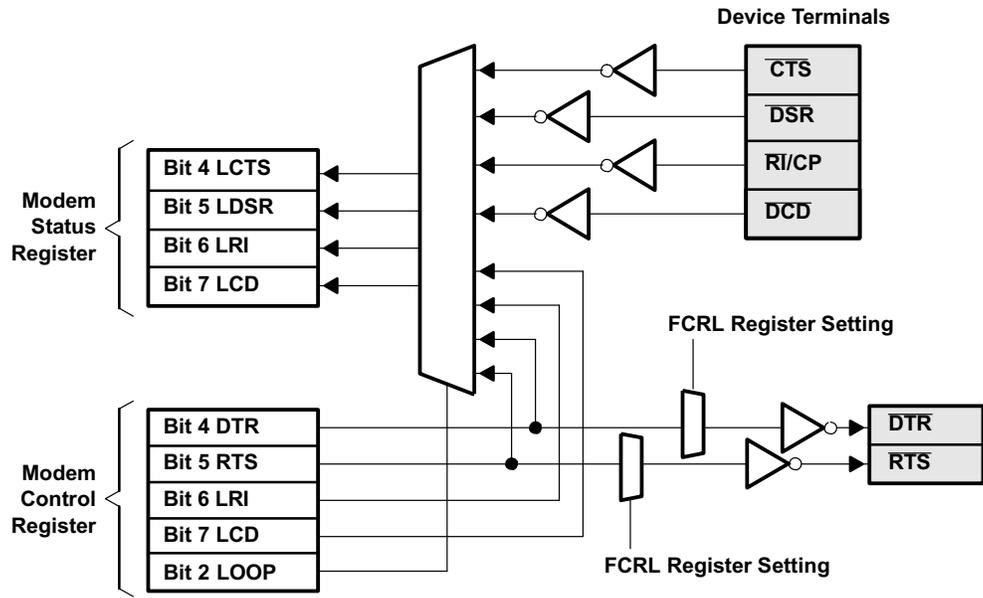 Device Terminals
CTS
DSR
RI/CP
DCD
Modem
Status
Register
Bit 4 LCTS
Bit 5 LDSR
Bit 6 LRI
Bit 7 LCD
FCRL Register Setting
Modem
Control
Register
Bit 4 DTR
Bit 5 RTS
Bit 6 LRI
Bit 7 LCD
Bit 2 LOOP
DTR
RTS
FCRL Register Setting